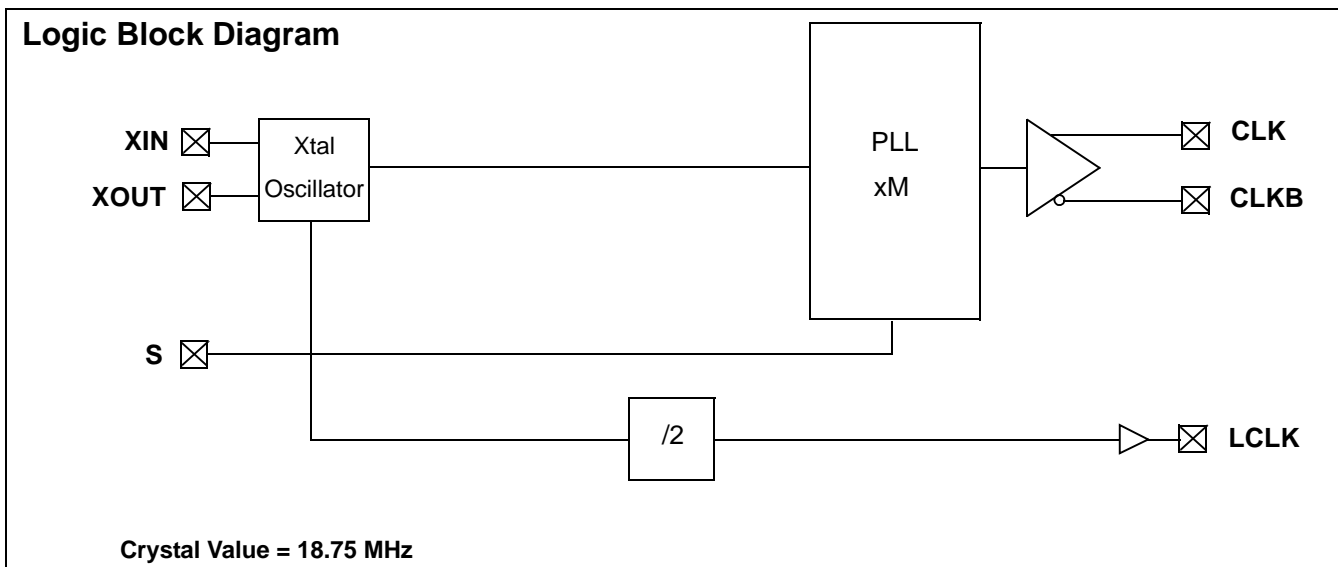 Logic Block Diagram
XIN
XOUT
Xtal
Oscillator
PLL
xM
CLK
CLKB
S
/2
LCLK
Crystal Value = 18.75 MHz